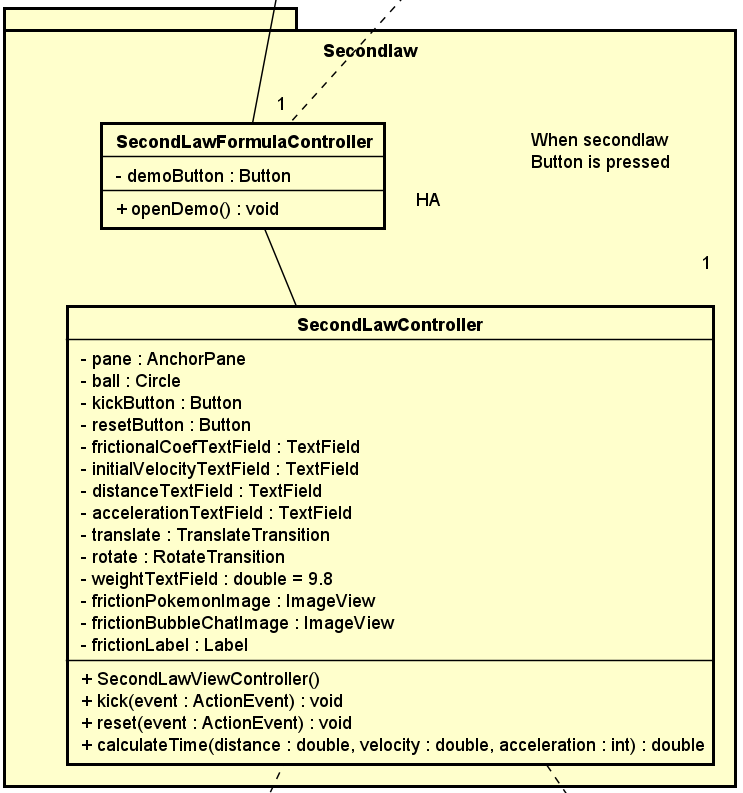 Secondlaw
1
SecondLawFormulaController
- demoButton : Button
+ openDemo() : void
When secondlaw
Button is pressed
HA
1
SecondLawController
- pane : AnchorPane
- ball : Circle
- kickButton : Button
- resetButton : Button
- frictionalCoefTextField : TextField
- initialVelocityTextField : TextField
- distanceTextField : TextField
- accelerationTextField : TextField
- translate : TranslateTransition
- rotate : RotateTransition
- weightTextField : double = 9.8
- frictionPokemonImage : ImageView
- frictionBubbleChatImage : ImageView
- frictionLabel : Label
+ SecondLawViewController()
+ kick(event : ActionEvent) : void
+ reset(event : ActionEvent) : void
+ calculateTime(distance : double, velocity : double, acceleration : int) : double